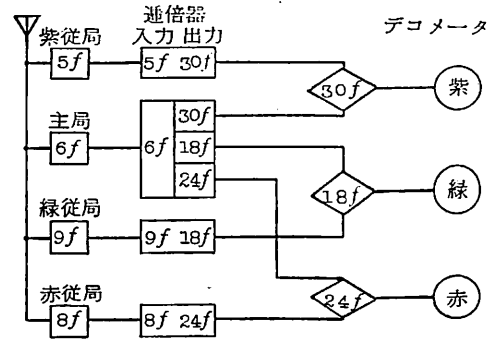 逓倍器 デコメータ
紫従局 入力 出力
5f 5f 30f 紫
30f
主局 30f
6f 6f 18f
24f 緑
18f
緑従局
9f 9f 18f
赤従局 24f 赤
8f 8f 24f